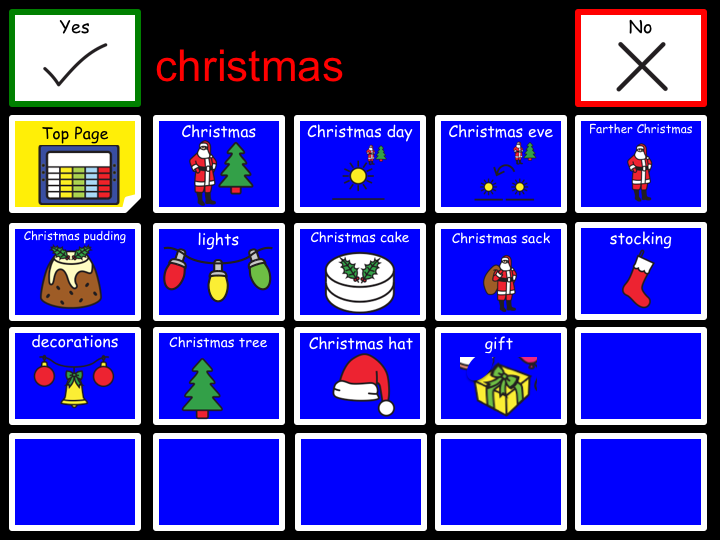 Yes
christmas
No
Top Page
Christmas
Christmas day
Christmas eve
Farther Christmas
Christmas pudding
lights
Christmas cake
Christmas sack
stocking
decorations
Christmas tree
Christmas hat
gift